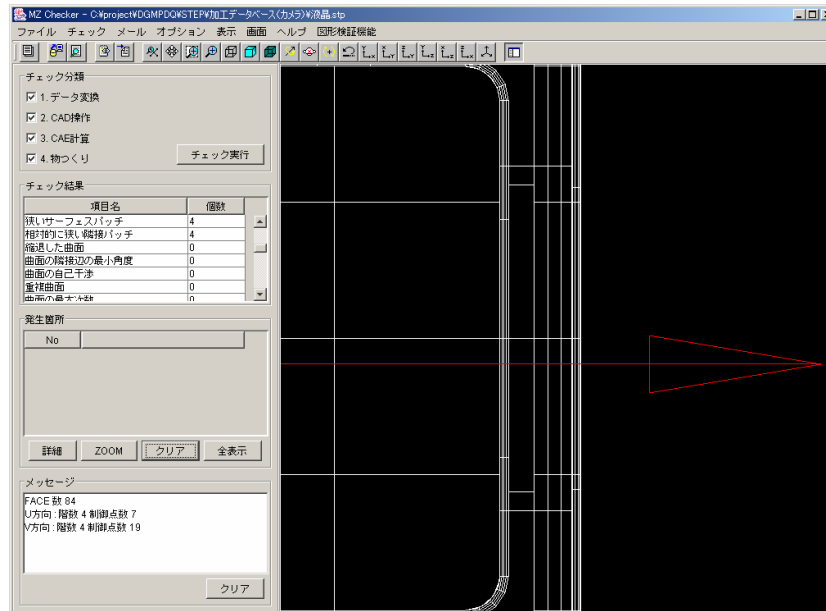 MZ Checker - C:¥project¥DGMPDQ¥STEP¥加工データベース(カメラ)¥液晶.stp
ファイル チェック メール オプション 表示 画面 ヘルプ 図形検証機能
チェック分類
1. データ変換
2. CAD操作
3. CAE計算
4. 物つくり
チェック実行
チェック結果
項目名 個数
狭いサーフェスパッチ 4
相対的に狭い隣接パッチ 4
縮退した曲面 0
曲面の隣接辺の最小角度 0
曲面の自己干渉 0
重複曲面 0
曲面の最大次数 0
発生箇所
No
詳細 ZOOM クリア 全表示
メッセージ
FACE 数 84
U方向 : 階数 4 制御点数 7
V方向 : 階数 4 制御点数 19
クリア